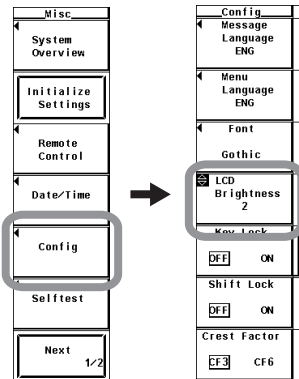 Misc
System
Overview
Initialize
Settings
Remote
Control
Date/Time
Config
Selftest
Next
1/2
Config
Message
Language
ENG
Menu
Language
ENG
Font
Gothic
LCD
Brightness
2
Key Lock
OFF ON
Shift Lock
OFF ON
Crest Factor
CF3 CF6